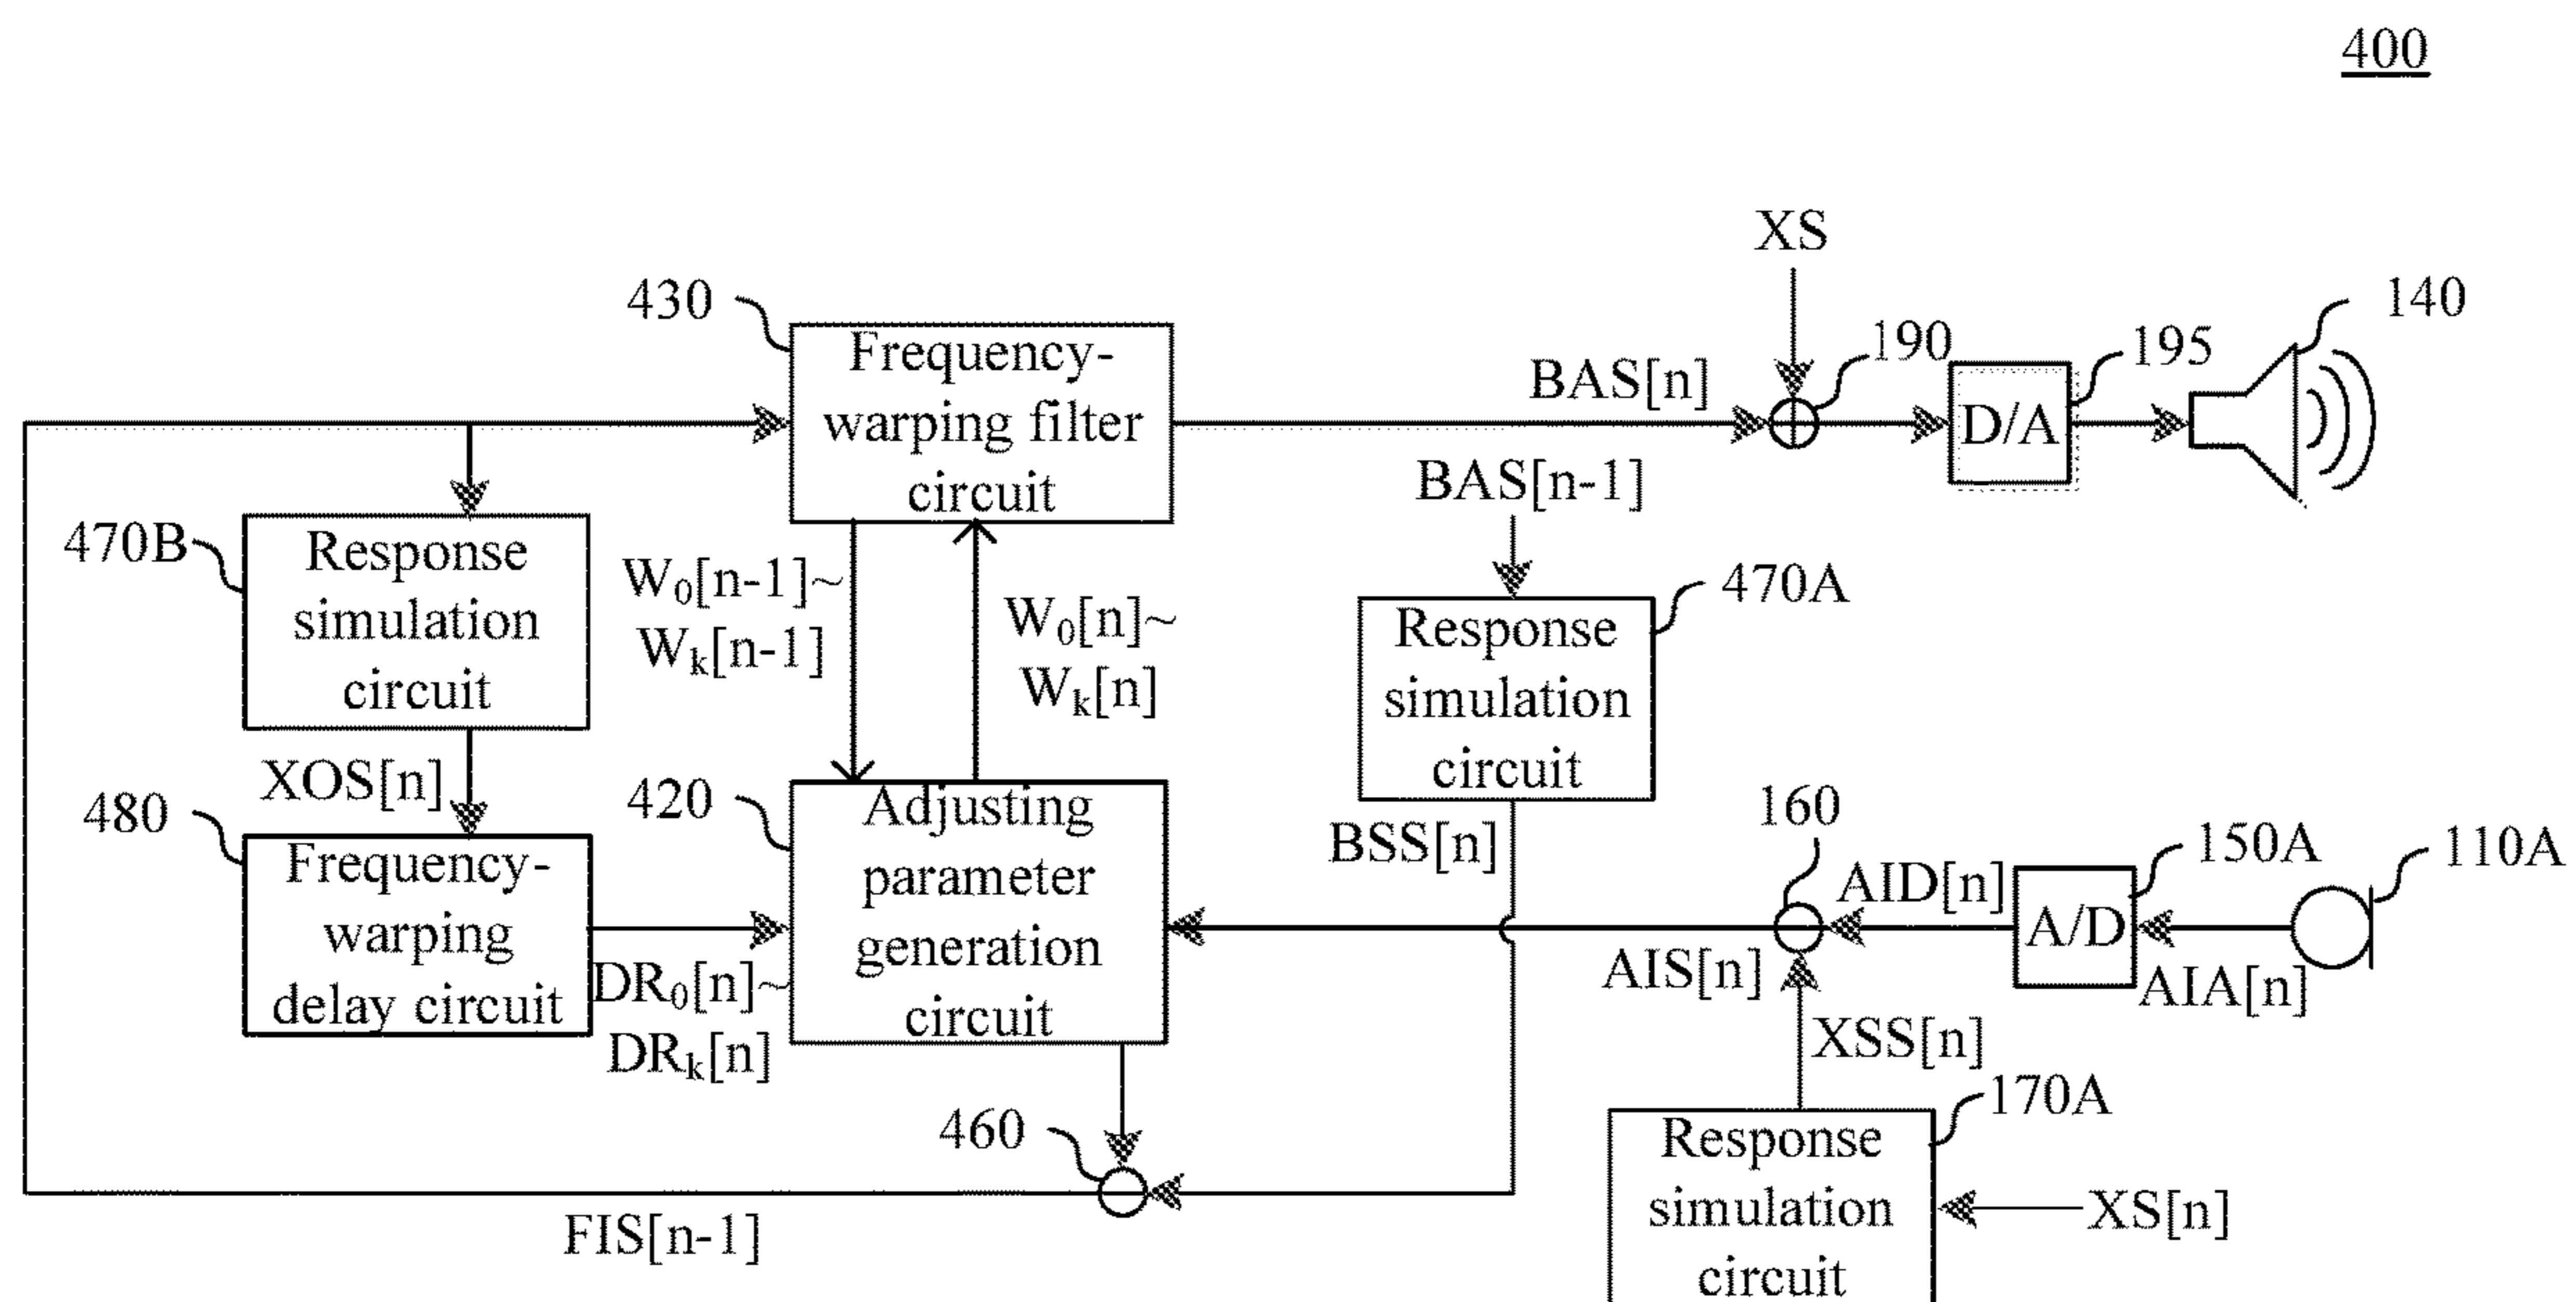 400
XS
430
Frequency-
warping filter
circuit
BAS[n]
190
D/A
195
140
BAS[n-1]
470B
Response
simulation
circuit
W0[n-1]~
Wk[n-1]
W0[n]~
Wk[n]
470A
Response
simulation
circuit
XOS[n]
480
Frequency-
warping
delay circuit
420
Adjusting
parameter
generation
circuit
DR0[n]~
DRk[n]
BSS[n]
160
AID[n]
A/D
150A
110A
AIS[n]
AIA[n]
XSS[n]
170A
Response
simulation
circuit
XS[n]
460
FIS[n-1]